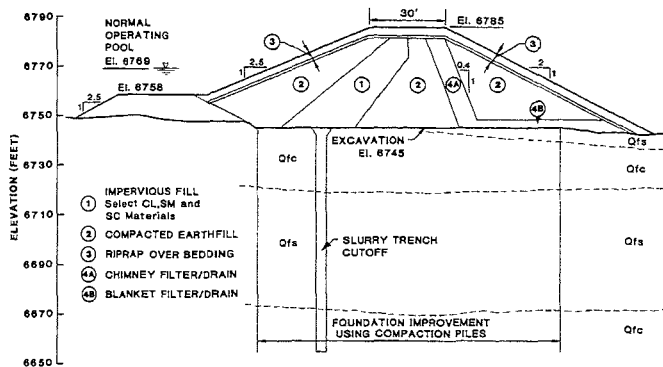 6790
6770
6750
6730
6710
6690
6670
6650
ELEVATION (FEET)
NORMAL
OPERATING
POOL
El. 6769
30'
El. 6785
3
3
2.5
1
2.5
1
El. 6758
2
1
2
4A
0.4
1
2
2
1
4B
EXCAVATION
El. 6745
Qfs
Qfc
Qfc
Qfs
Qfs
Qfc
1 IMPERVIOUS FILL
Select CL,SM and
SC Materials
2 COMPACTED EARTHFILL
3 RIPRAP OVER BEDDING
4A CHIMNEY FILTER/DRAIN
4B BLANKET FILTER/DRAIN
SLURRY TRENCH
CUTOFF
FOUNDATION IMPROVEMENT
USING COMPACTION PILES